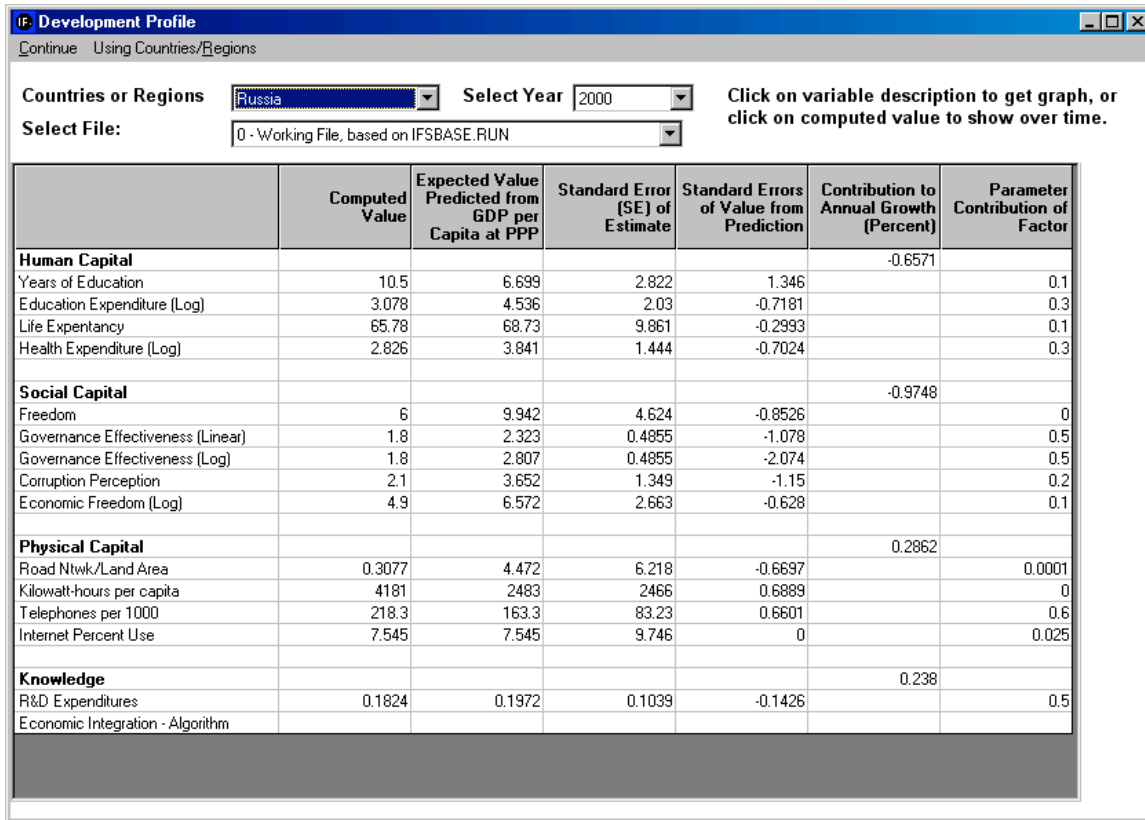 IFs Development Profile
Continue Using Countries/Regions
Countries or Regions Russia Select Year 2000 Click on variable description to get graph, or
click on computed value to show over time.
Select File: 0 - Working File, based on IFSBASE.RUN
Computed Value Expected Value Predicted from GDP per Capita at PPP Standard Error (SE) of Estimate Standard Errors of Value from Prediction Contribution to Annual Growth (Percent) Parameter Contribution of Factor
Human Capital -0.6571
Years of Education 10.5 6.699 2.822 1.346 0.1
Education Expenditure (Log) 3.078 4.536 2.03 -0.7181 0.3
Life Expentancy 65.78 68.73 9.861 -0.2993 0.1
Health Expenditure (Log) 2.826 3.841 1.444 -0.7024 0.3
Social Capital -0.9748
Freedom 6 9.942 4.624 -0.8526 0
Governance Effectiveness (Linear) 1.8 2.323 0.4855 -1.078 0.5
Governance Effectiveness (Log) 1.8 2.807 0.4855 -2.074 0.5
Corruption Perception 2.1 3.652 1.349 -1.15 0.2
Economic Freedom (Log) 4.9 6.572 2.663 -0.628 0.1
Physical Capital 0.2862
Road Ntwk/Land Area 0.3077 4.472 6.218 -0.6697 0.0001
Kilowatt-hours per capita 4181 2483 2466 0.6889 0
Telephones per 1000 218.3 163.3 83.23 0.6601 0.6
Internet Percent Use 7.545 7.545 9.746 0 0.025
Knowledge 0.238
R&D Expenditures 0.1824 0.1972 0.1039 -0.1426 0.5
Economic Integration - Algorithm